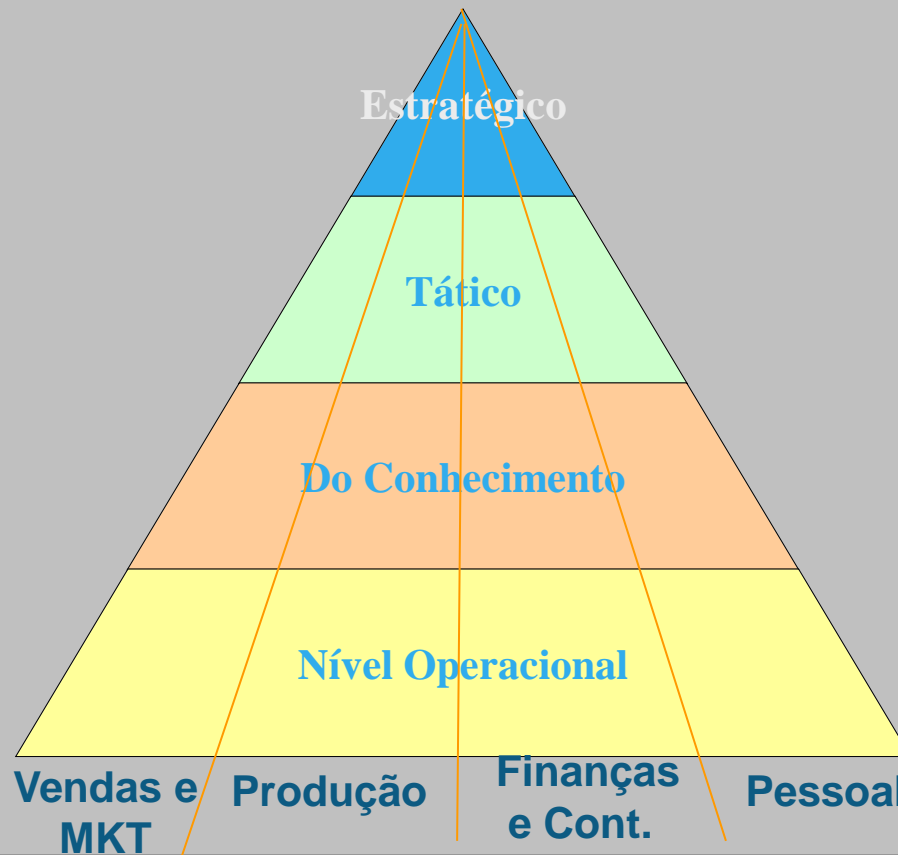 Estratégico
Tático
Do Conhecimento
Nível Operacional
Vendas e
MKT
Produção
Finanças
e Cont.
Pessoal